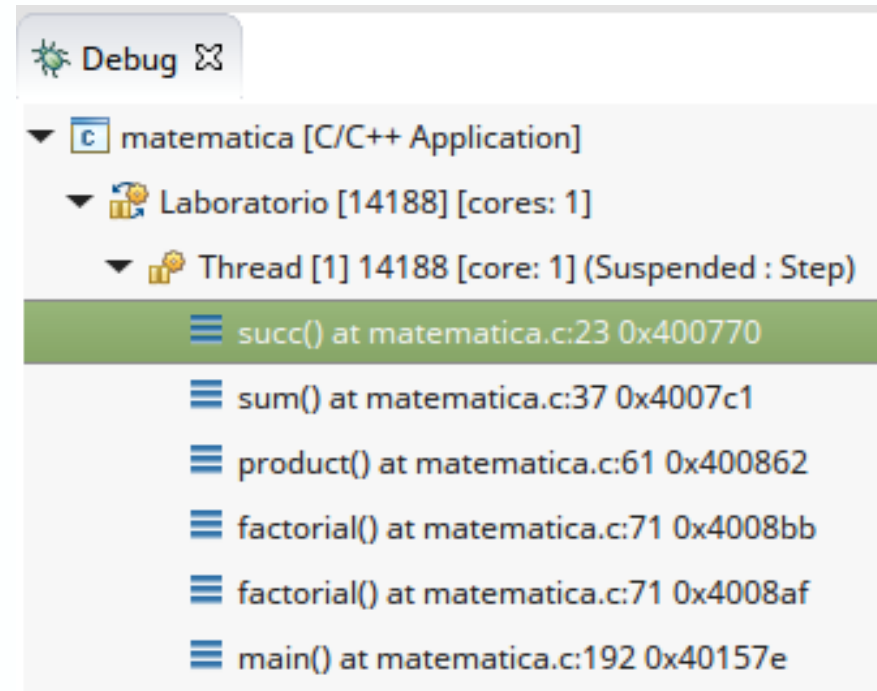 Debug
matematica [C/C++ Application]
Laboratorio [14188] [cores: 1]
Thread [1] 14188 [core: 1] (Suspended : Step)
succ() at matematica.c:23 0x400770
sum() at matematica.c:37 0x4007c1
product() at matematica.c:61 0x400862
factorial() at matematica.c:71 0x4008bb
factorial() at matematica.c:71 0x4008af
main() at matematica.c:192 0x40157e